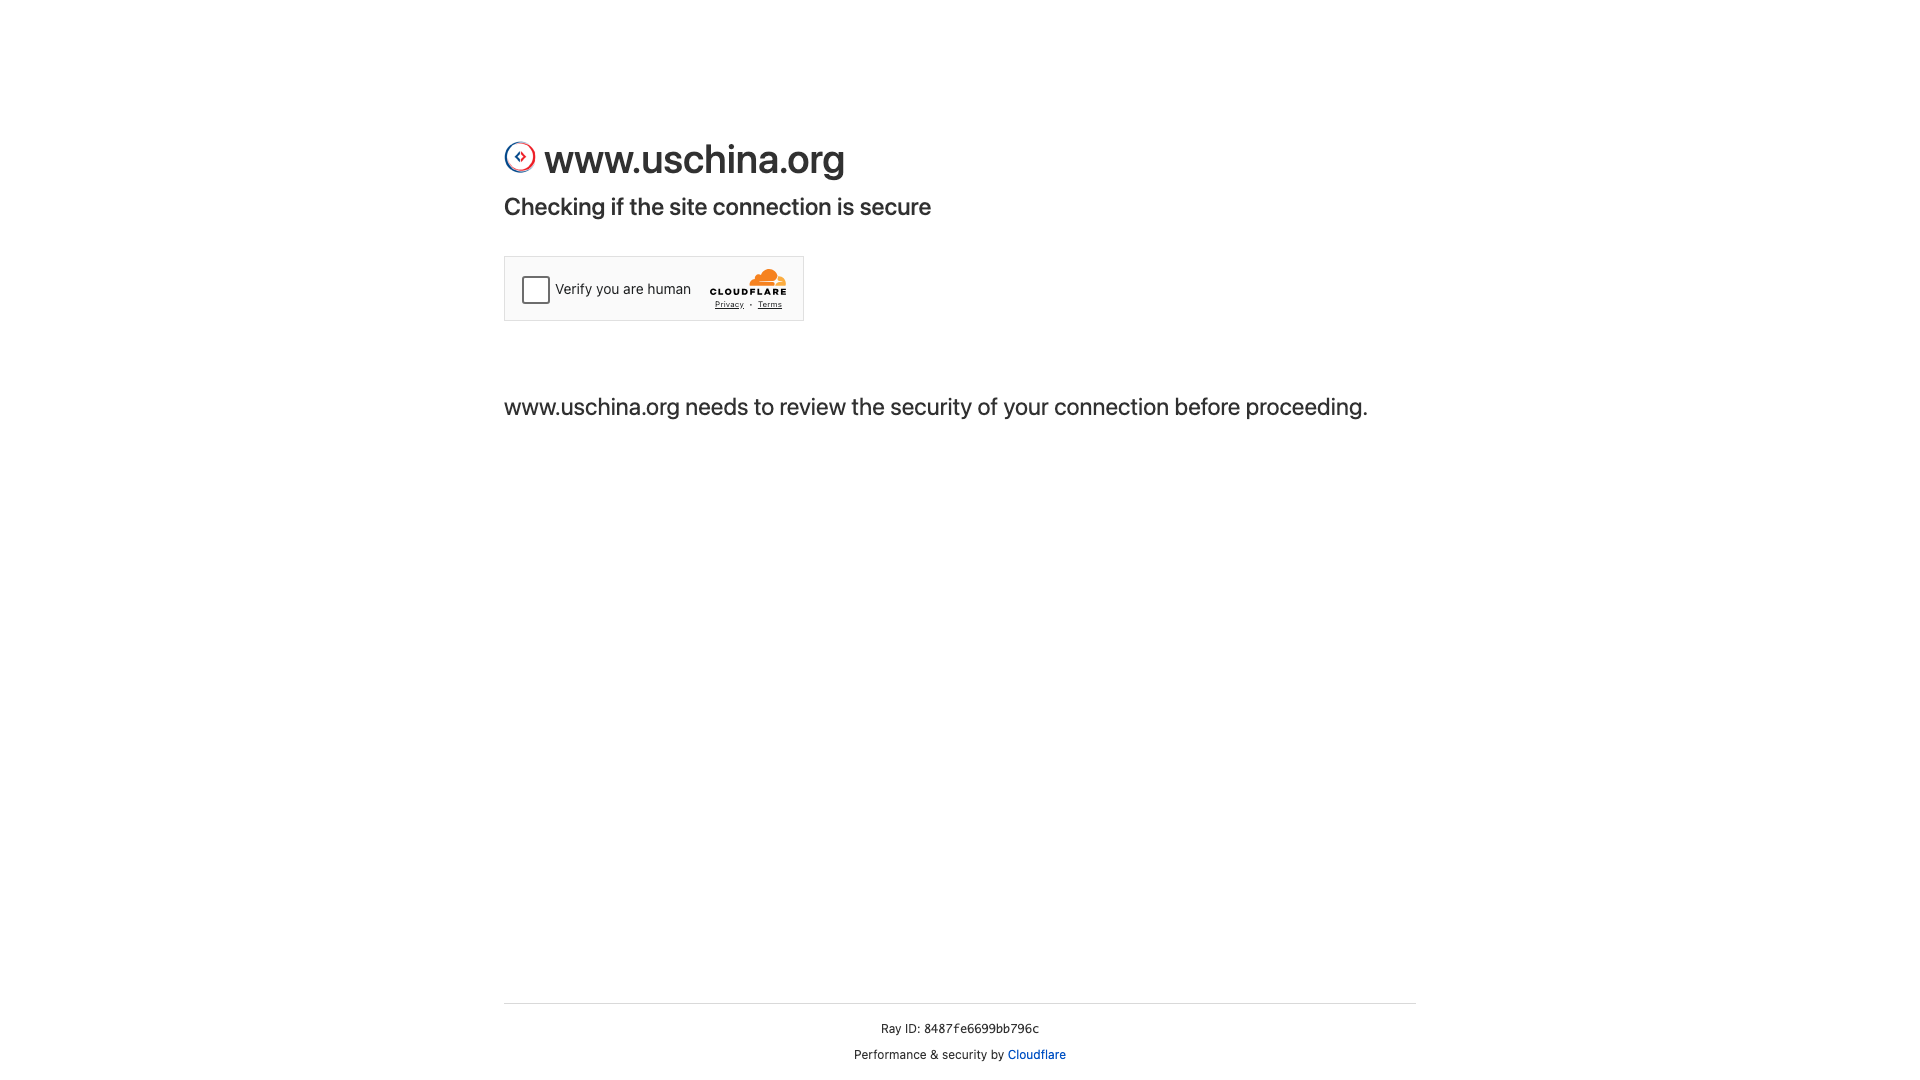 www.uschina.org
Checking if the site connection is secure
Verify you are human
CLOUDFLARE
Privacy • Terms
www.uschina.org needs to review the security of your connection before proceeding.
Ray ID: 8487fe6699bb796c
Performance & security by Cloudflare